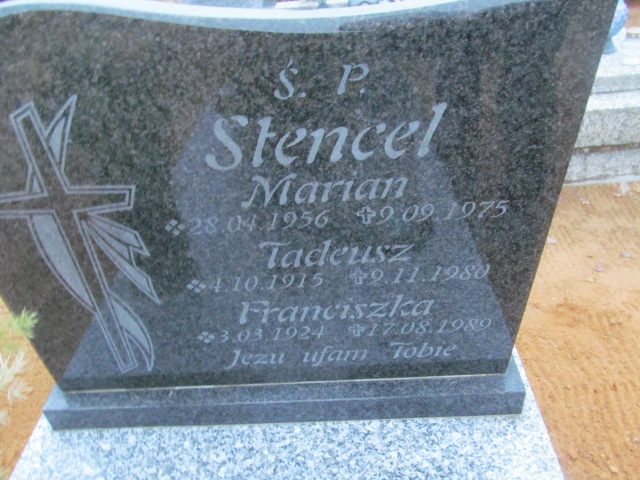 Ś. P.
Stencel
Marian
28.04.1956 9.09.1975
Tadeusz
4.10.1915 9.11.1980
Franciszka
3.03.1924 17.08.1989
Jezu ufam Tobie